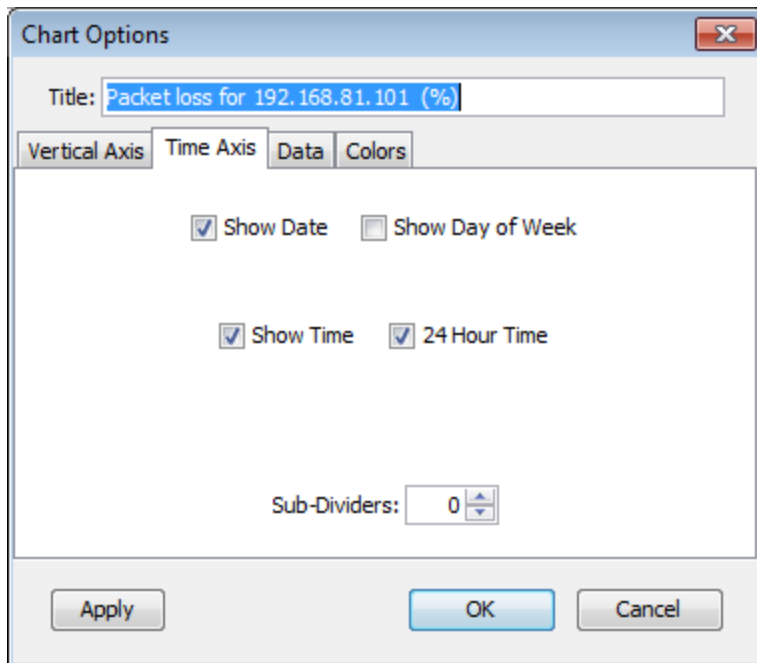 Chart Options
Title: Packet loss for 192.168.81.101 (%)
Vertical Axis Time Axis Data Colors
Show Date Show Day of Week
Show Time 24 Hour Time
Sub-Dividers: 0
Apply OK Cancel